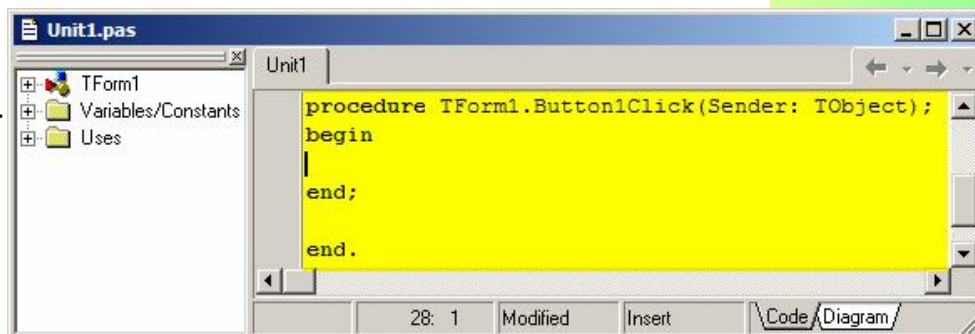 Unit1.pas
TForm1
Variables/Constants
Uses
Unit1
procedure TForm1.Button1Click(Sender: TObject);
begin
end;
end.
28: 1 Modified Insert Code Diagram